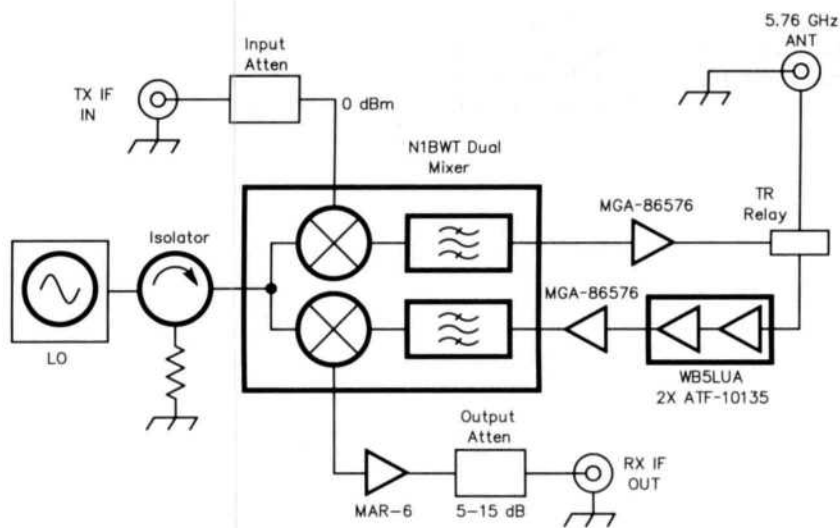 5.76 GHz
ANT
Input
Atten
TX IF
IN
0 dBm
N1BWT Dual
Mixer
MGA-86576
TR
Relay
Isolator
MGA-86576
LO
WB5LUA
2X ATF-10135
Output
Atten
RX IF
OUT
MAR-6
5-15 dB